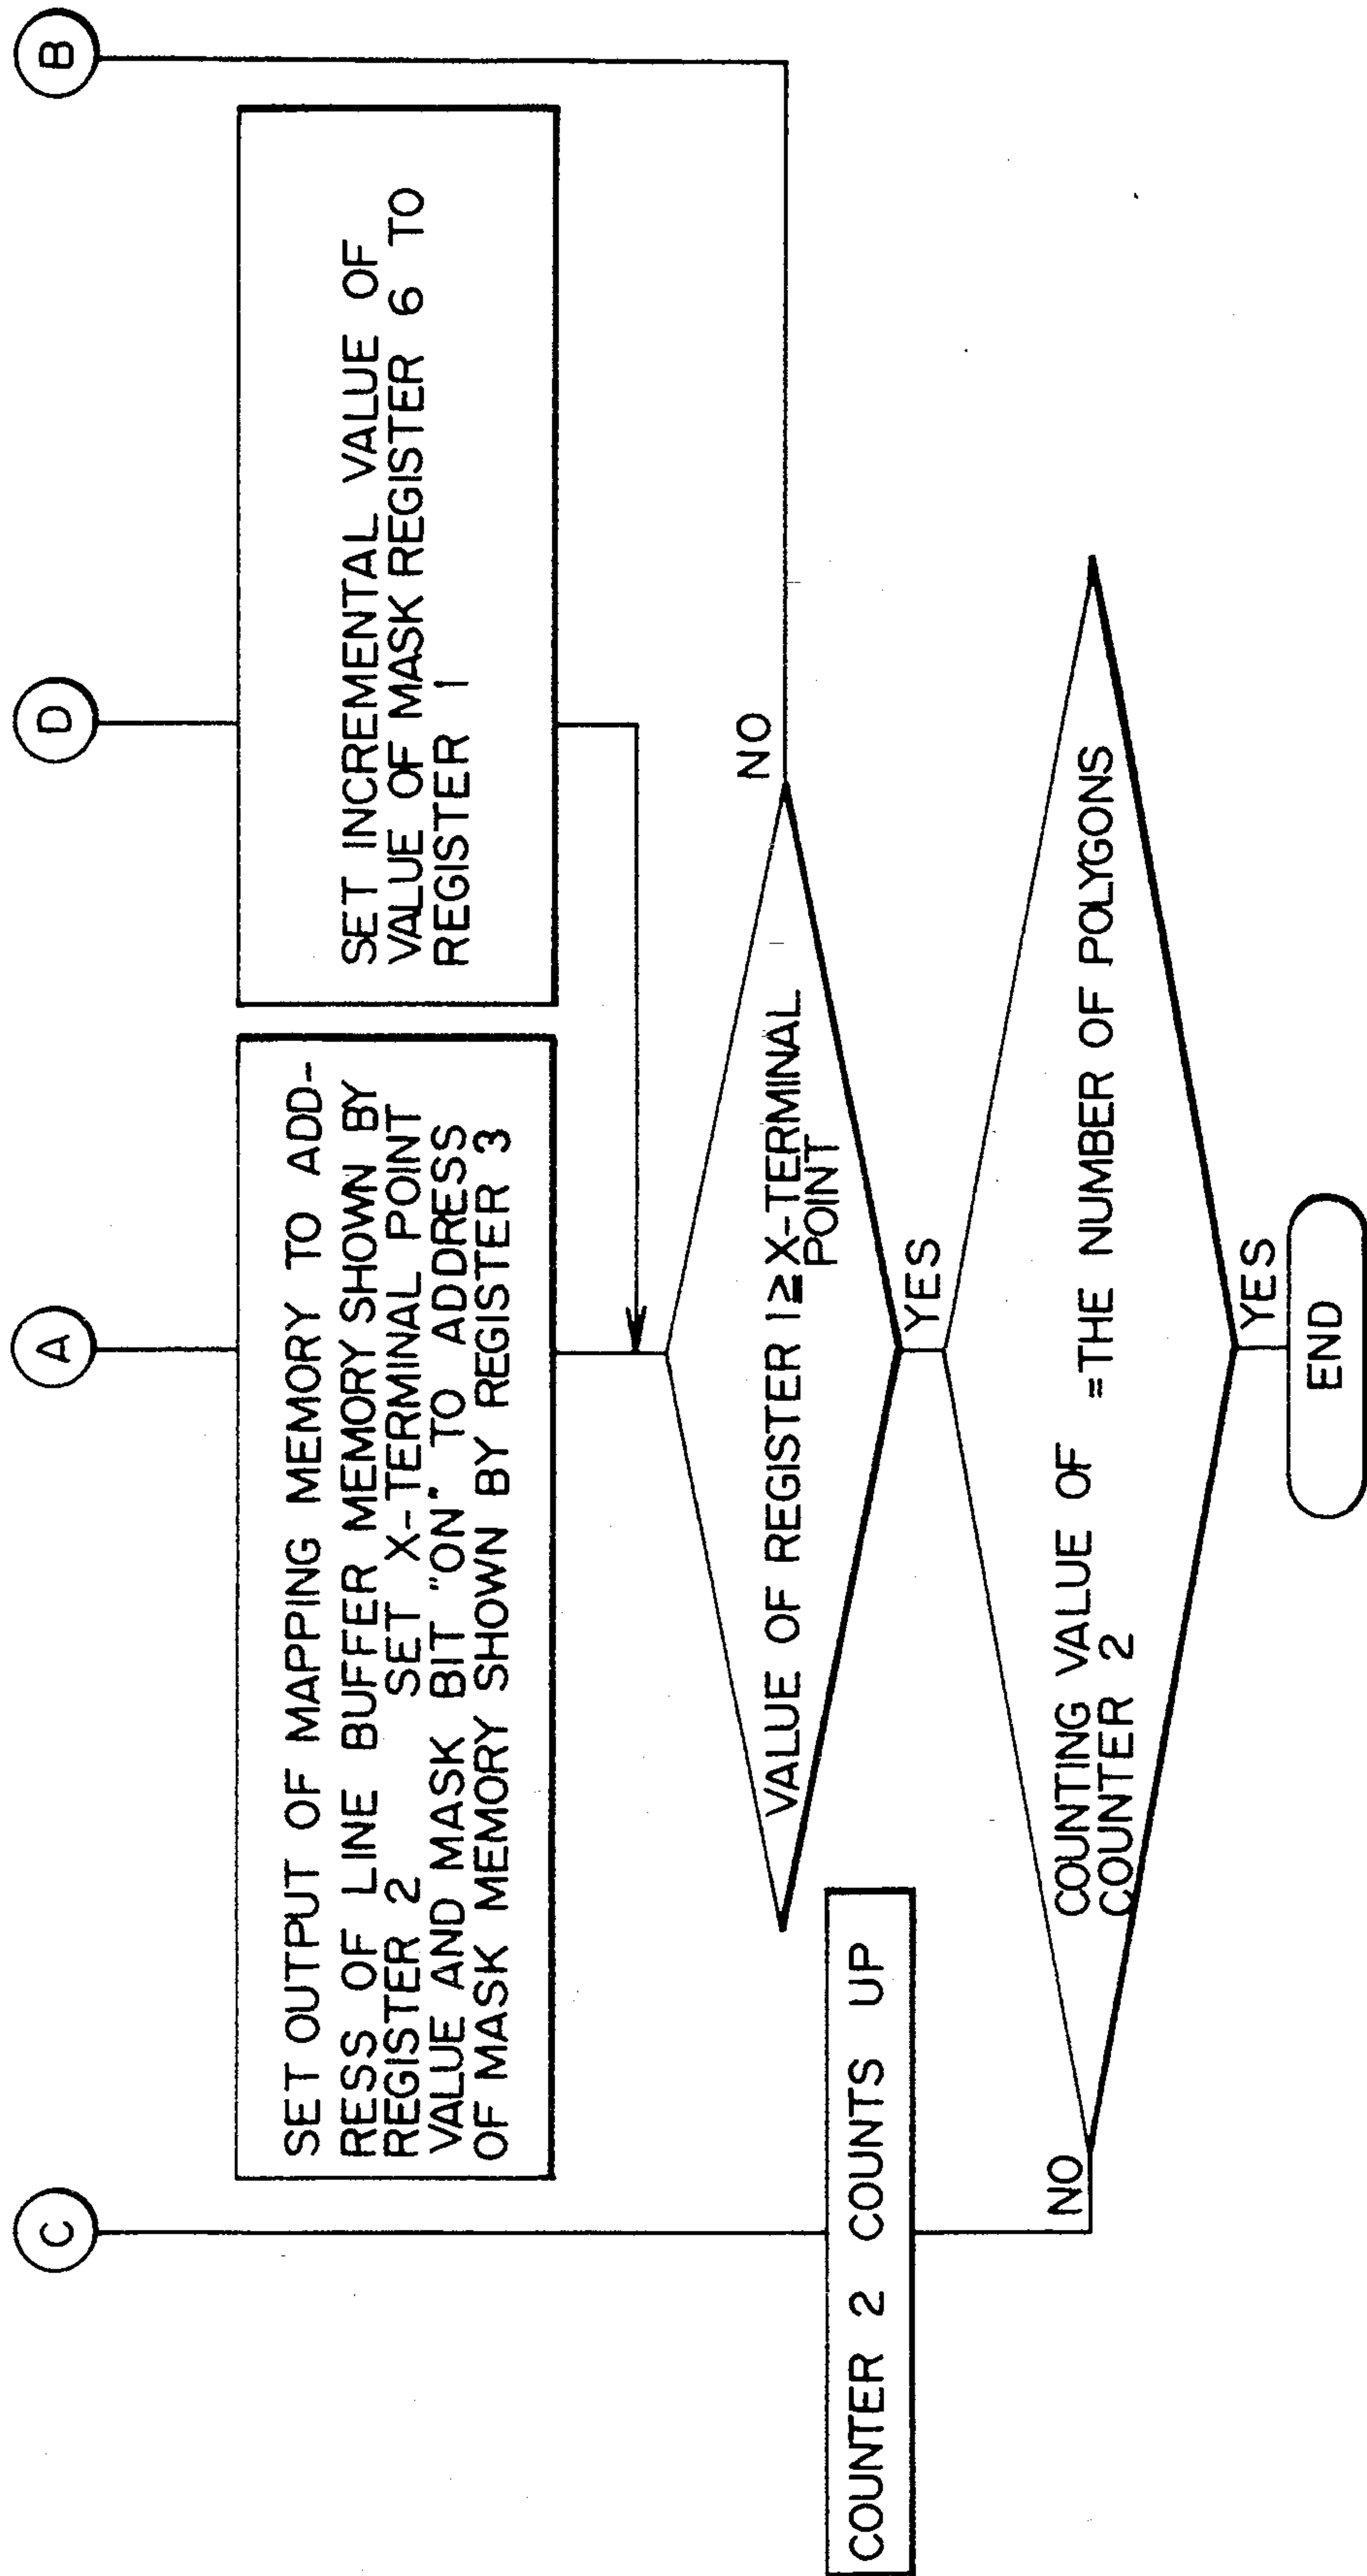 C
A
D
B
SET OUTPUT OF MAPPING MEMORY TO ADD-
RESS OF LINE BUFFER MEMORY SHOWN BY
REGISTER 2 SET X-TERMINAL POINT
VALUE AND MASK BIT "ON" TO ADDRESS
OF MASK MEMORY SHOWN BY REGISTER 3
SET INCREMENTAL VALUE OF
VALUE OF MASK REGISTER 6 TO
REGISTER 1
VALUE OF REGISTER 1≧X-TERMINAL
POINT
NO
YES
COUNTER 2 COUNTS UP
COUNTING VALUE OF
COUNTER 2
=THE NUMBER OF POLYGONS
NO
YES
END